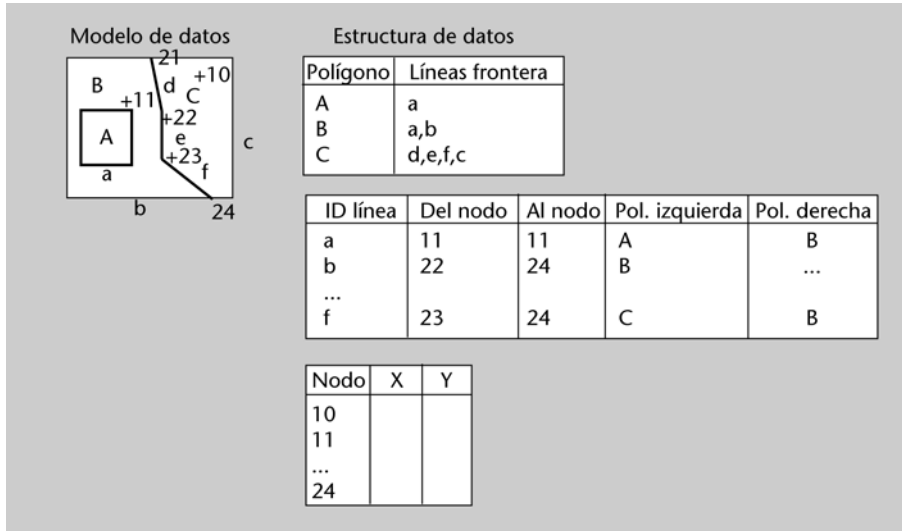 Modelo de datos
21
B
d
+10
C
+11
+22
A
e
c
+23
f
a
b
24
Estructura de datos
Polígono Líneas frontera
A a
B a,b
C d,e,f,c
ID línea Del nodo Al nodo Pol. izquierda Pol. derecha
a 11 11 A B
b 22 24 B ...
...
f 23 24 C B
Nodo X Y
10
11
...
24